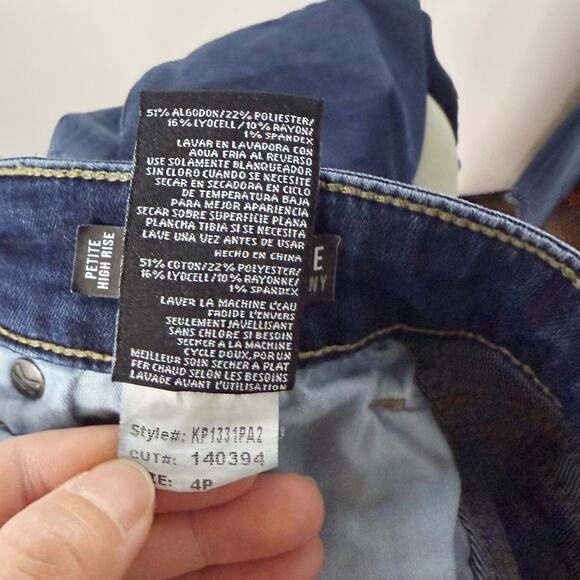 51% ALGODON/22% POLIESTER/
16% LYOCELL/10% RAYON/
1% SPANDEX
LAVAR EN LAVADORA CON
AGUA FRIA AL REVERSO
USE SOLAMENTE BLANQUEADOR
SIN CLORO CUANDO SE NECESITE
SECAR EN SECADORA EN CICLO
DE TEMPERATURA BAJA
PARA MEJOR APARIENCIA
SECAR SOBRE SUPERFICIE PLANA
PLANCHA TIBIA SI SE NECESITA
LAVE UNA VEZ ANTES DE USAR
HECHO EN CHINA
51% COTON/22% POLYESTER/
16% LYOCELL/10% RAYONNE/
1% SPANDEX
LAVER LA MACHINE L'EAU
FROIDE L'ENVERS
SEULEMENT JAVELLISANT
SANS CHLORE SI BESOIN
SECHER A LA MACHINE
CYCLE DOUX, POR UN
MEILLEUR SOIN SECHER A PLAT
FER CHAUD SELON LES BESOINS
LAVAGE AVANT L'UTILISATION
Style#: KP1331PA2
CUT#: 140394
ZE: 4P
PETITE
HIGH RISE
E
NY